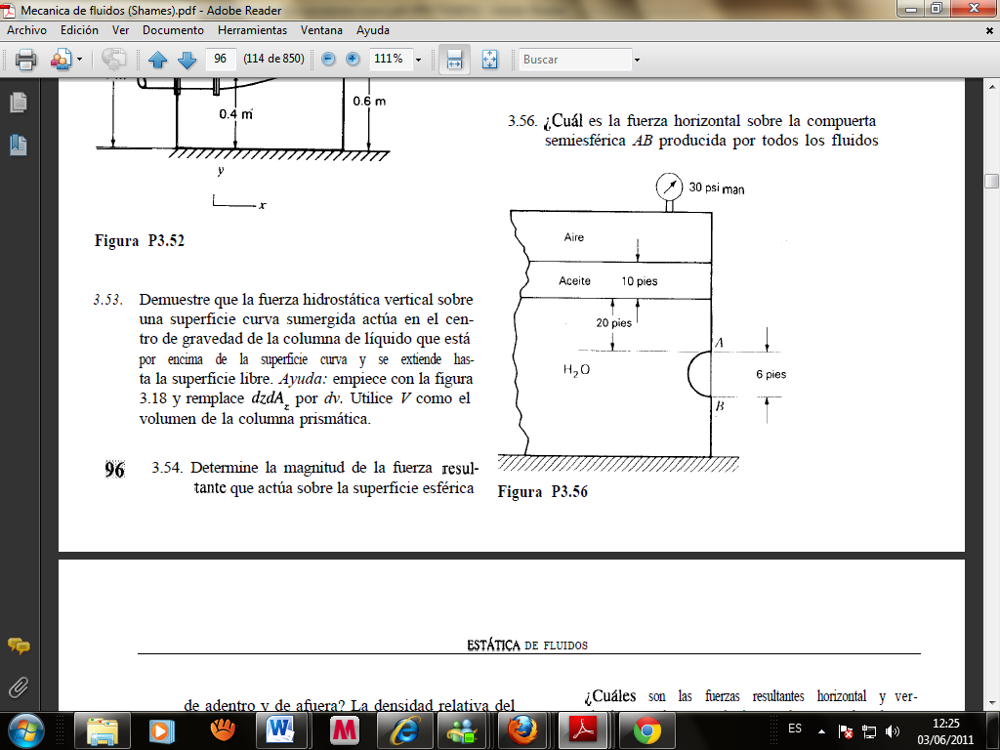 Mecanica de fluidos (Shames).pdf - Adobe Reader
Archivo Edición Ver Documento Herramientas Ventana Ayuda
96 (114 de 850) 111% Buscar
0.6 m
0.4 m
y
x
Figura P3.52
3.53. Demuestre que la fuerza hidrostática vertical sobre
una superficie curva sumergida actúa en el cen-
tro de gravedad de la columna de líquido que está
por encima de la superficie curva y se extiende has-
ta la superficie libre. Ayuda: empiece con la figura
3.18 y remplace dzdAz por dv. Utilice V como el
volumen de la columna prismática.
96
3.54. Determine la magnitud de la fuerza resul-
tante que actúa sobre la superficie esférica
3.56. ¿Cuál es la fuerza horizontal sobre la compuerta
semiesférica AB producida por todos los fluidos
30 psi man
Aire
Aceite 10 pies
20 pies
A
H2O
6 pies
B
Figura P3.56
ESTÁTICA DE FLUIDOS
de adentro y de afuera? La densidad relativa del
¿Cuáles son las fuerzas resultantes horizontal y ver-
ES 12:25
03/06/2011